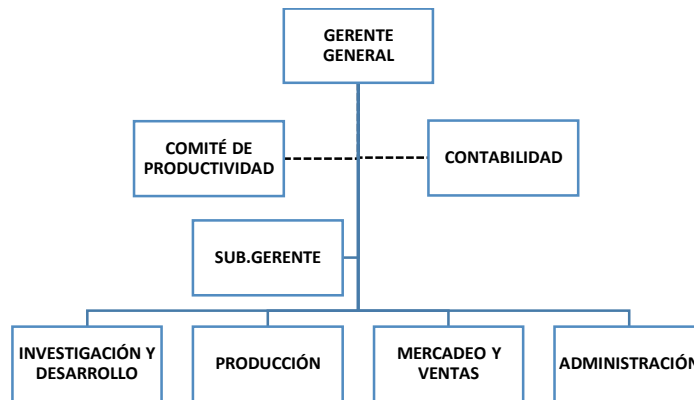 GERENTE
GENERAL
COMITÉ DE
PRODUCTIVIDAD
CONTABILIDAD
SUB.GERENTE
INVESTIGACIÓN Y
DESARROLLO
PRODUCCIÓN
MERCADEO Y
VENTAS
ADMINISTRACIÓN